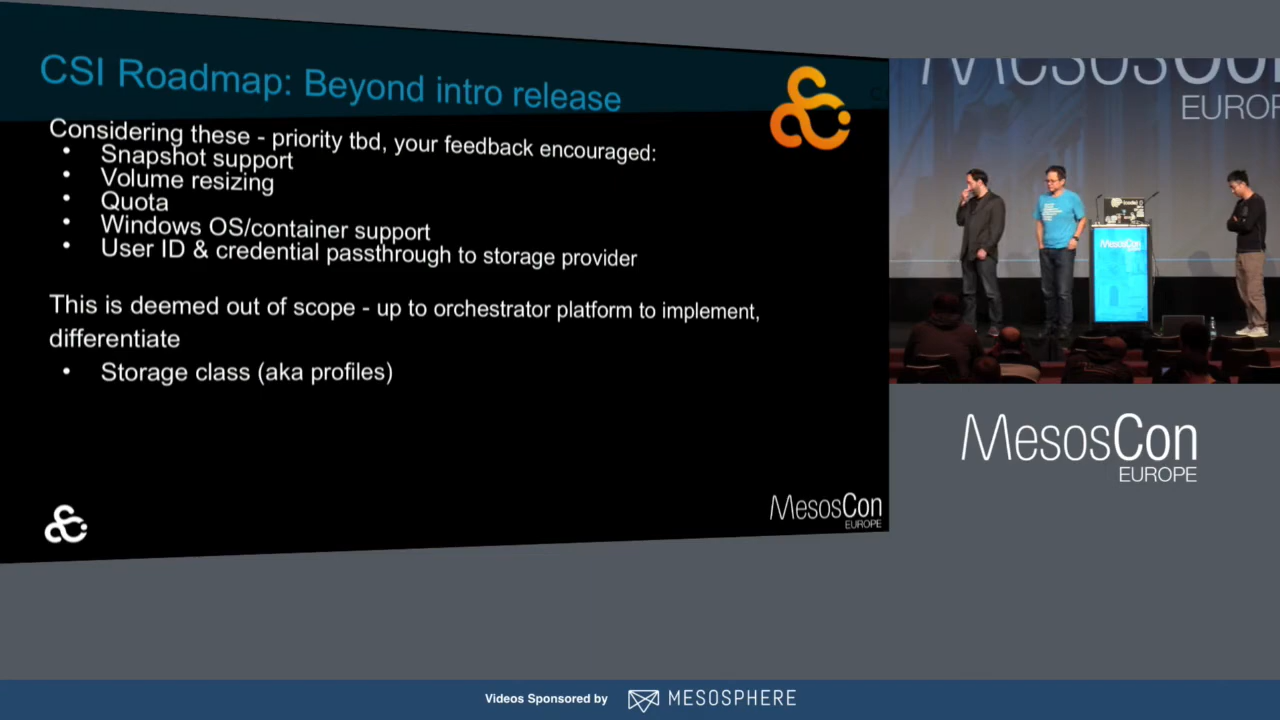 CSI Roadmap: Beyond intro release
Considering these - priority tbd, your feedback encouraged:
• Snapshot support
• Volume resizing
• Quota
• Windows OS/container support
• User ID & credential passthrough to storage provider
This is deemed out of scope - up to orchestrator platform to implement,
differentiate
• Storage class (aka profiles)
MesosCon
EUROPE
MesosCon
EUROPE
Videos Sponsored by MESOSPHERE